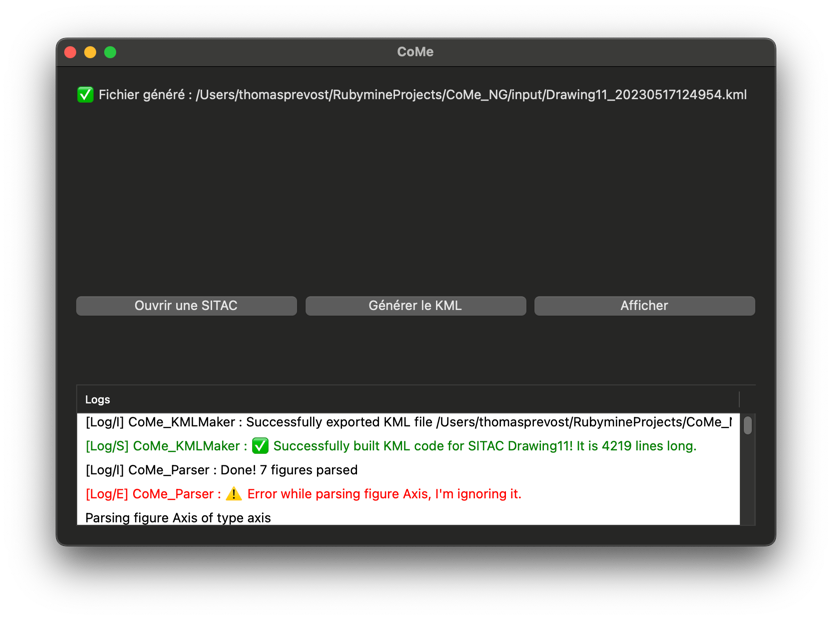 CoMe
✅ Fichier généré : /Users/thomasprevost/RubymineProjects/CoMe_NG/input/Drawing11_20230517124954.kml
Ouvrir une SITAC
Générer le KML
Afficher
Logs
[Log/I] CoMe_KMLMaker : Successfully exported KML file /Users/thomasprevost/RubymineProjects/CoMe_
[Log/S] CoMe_KMLMaker : ✅ Successfully built KML code for SITAC Drawing11! It is 4219 lines long.
[Log/I] CoMe_Parser : Done! 7 figures parsed
[Log/E] CoMe_Parser : ⚠️ Error while parsing figure Axis, I'm ignoring it.
Parsing figure Axis of type axis